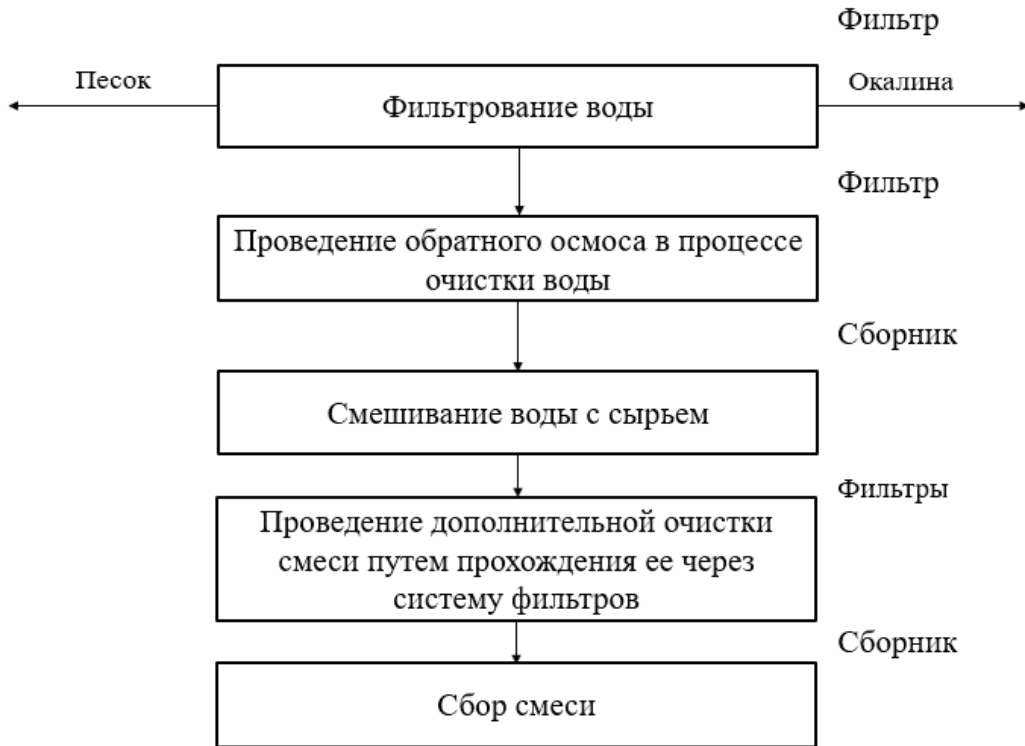 Фильтр
Песок
Фильтрование воды
Окалина
Фильтр
Проведение обратного осмоса в процессе
очистки воды
Сборник
Смешивание воды с сырьем
Фильтры
Проведение дополнительной очистки
смеси путем прохождения ее через
систему фильтров
Сборник
Сбор смеси